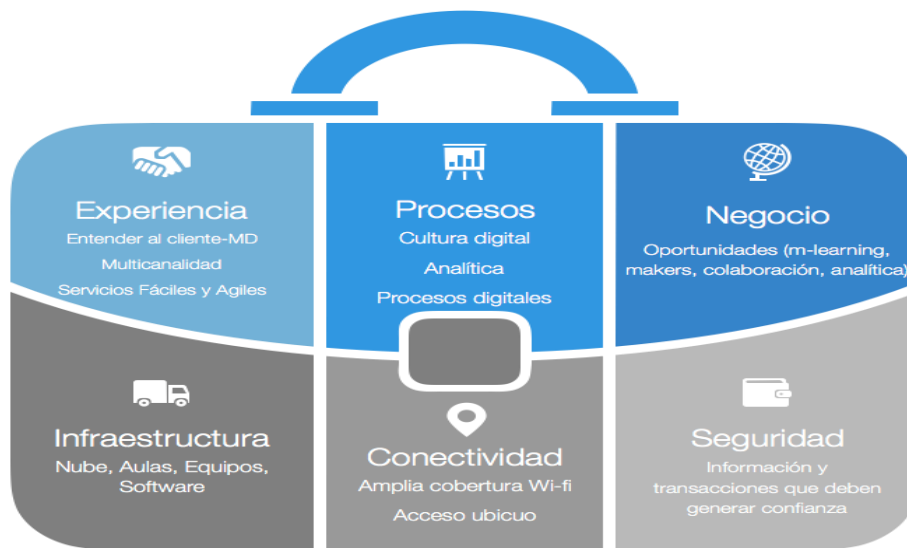 Experiencia
Entender al cliente-MD
Multicanalidad
Servicios Fáciles y Agiles
Procesos
Cultura digital
Analítica
Procesos digitales
Negocio
Oportunidades (m-learning,
makers, colaboración, analítica)
Infraestructura
Nube, Aulas, Equipos,
Software
Conectividad
Amplia cobertura Wi-fi
Acceso ubicuo
Seguridad
Información y
transacciones que deben
generar confianza